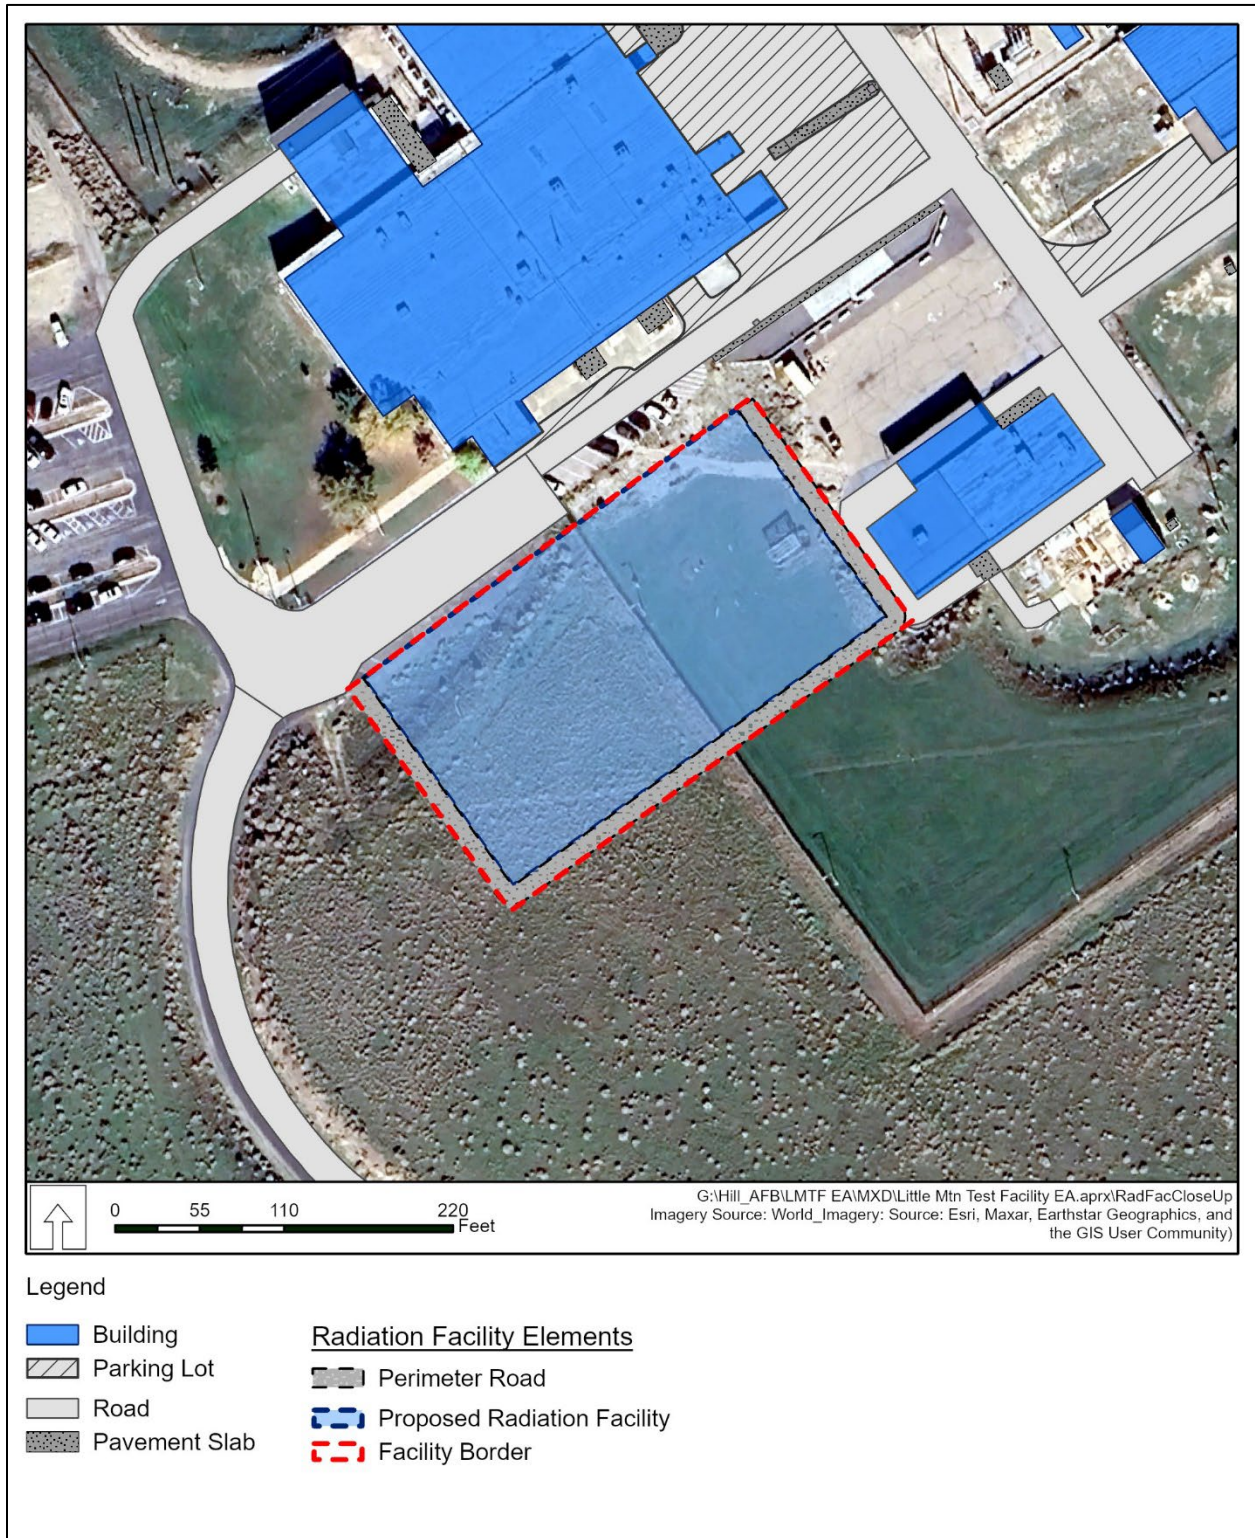 0 55 110 220
Feet
G:\Hill_AFB\LMTF EA\MXD\Little Mtn Test Facility EA.aprx\RadFacCloseUp
Imagery Source: World_Imagery: Source: Esri, Maxar, Earthstar Geographics, and
the GIS User Community)
Legend
Building
Parking Lot
Road
Pavement Slab
Radiation Facility Elements
Perimeter Road
Proposed Radiation Facility
Facility Border